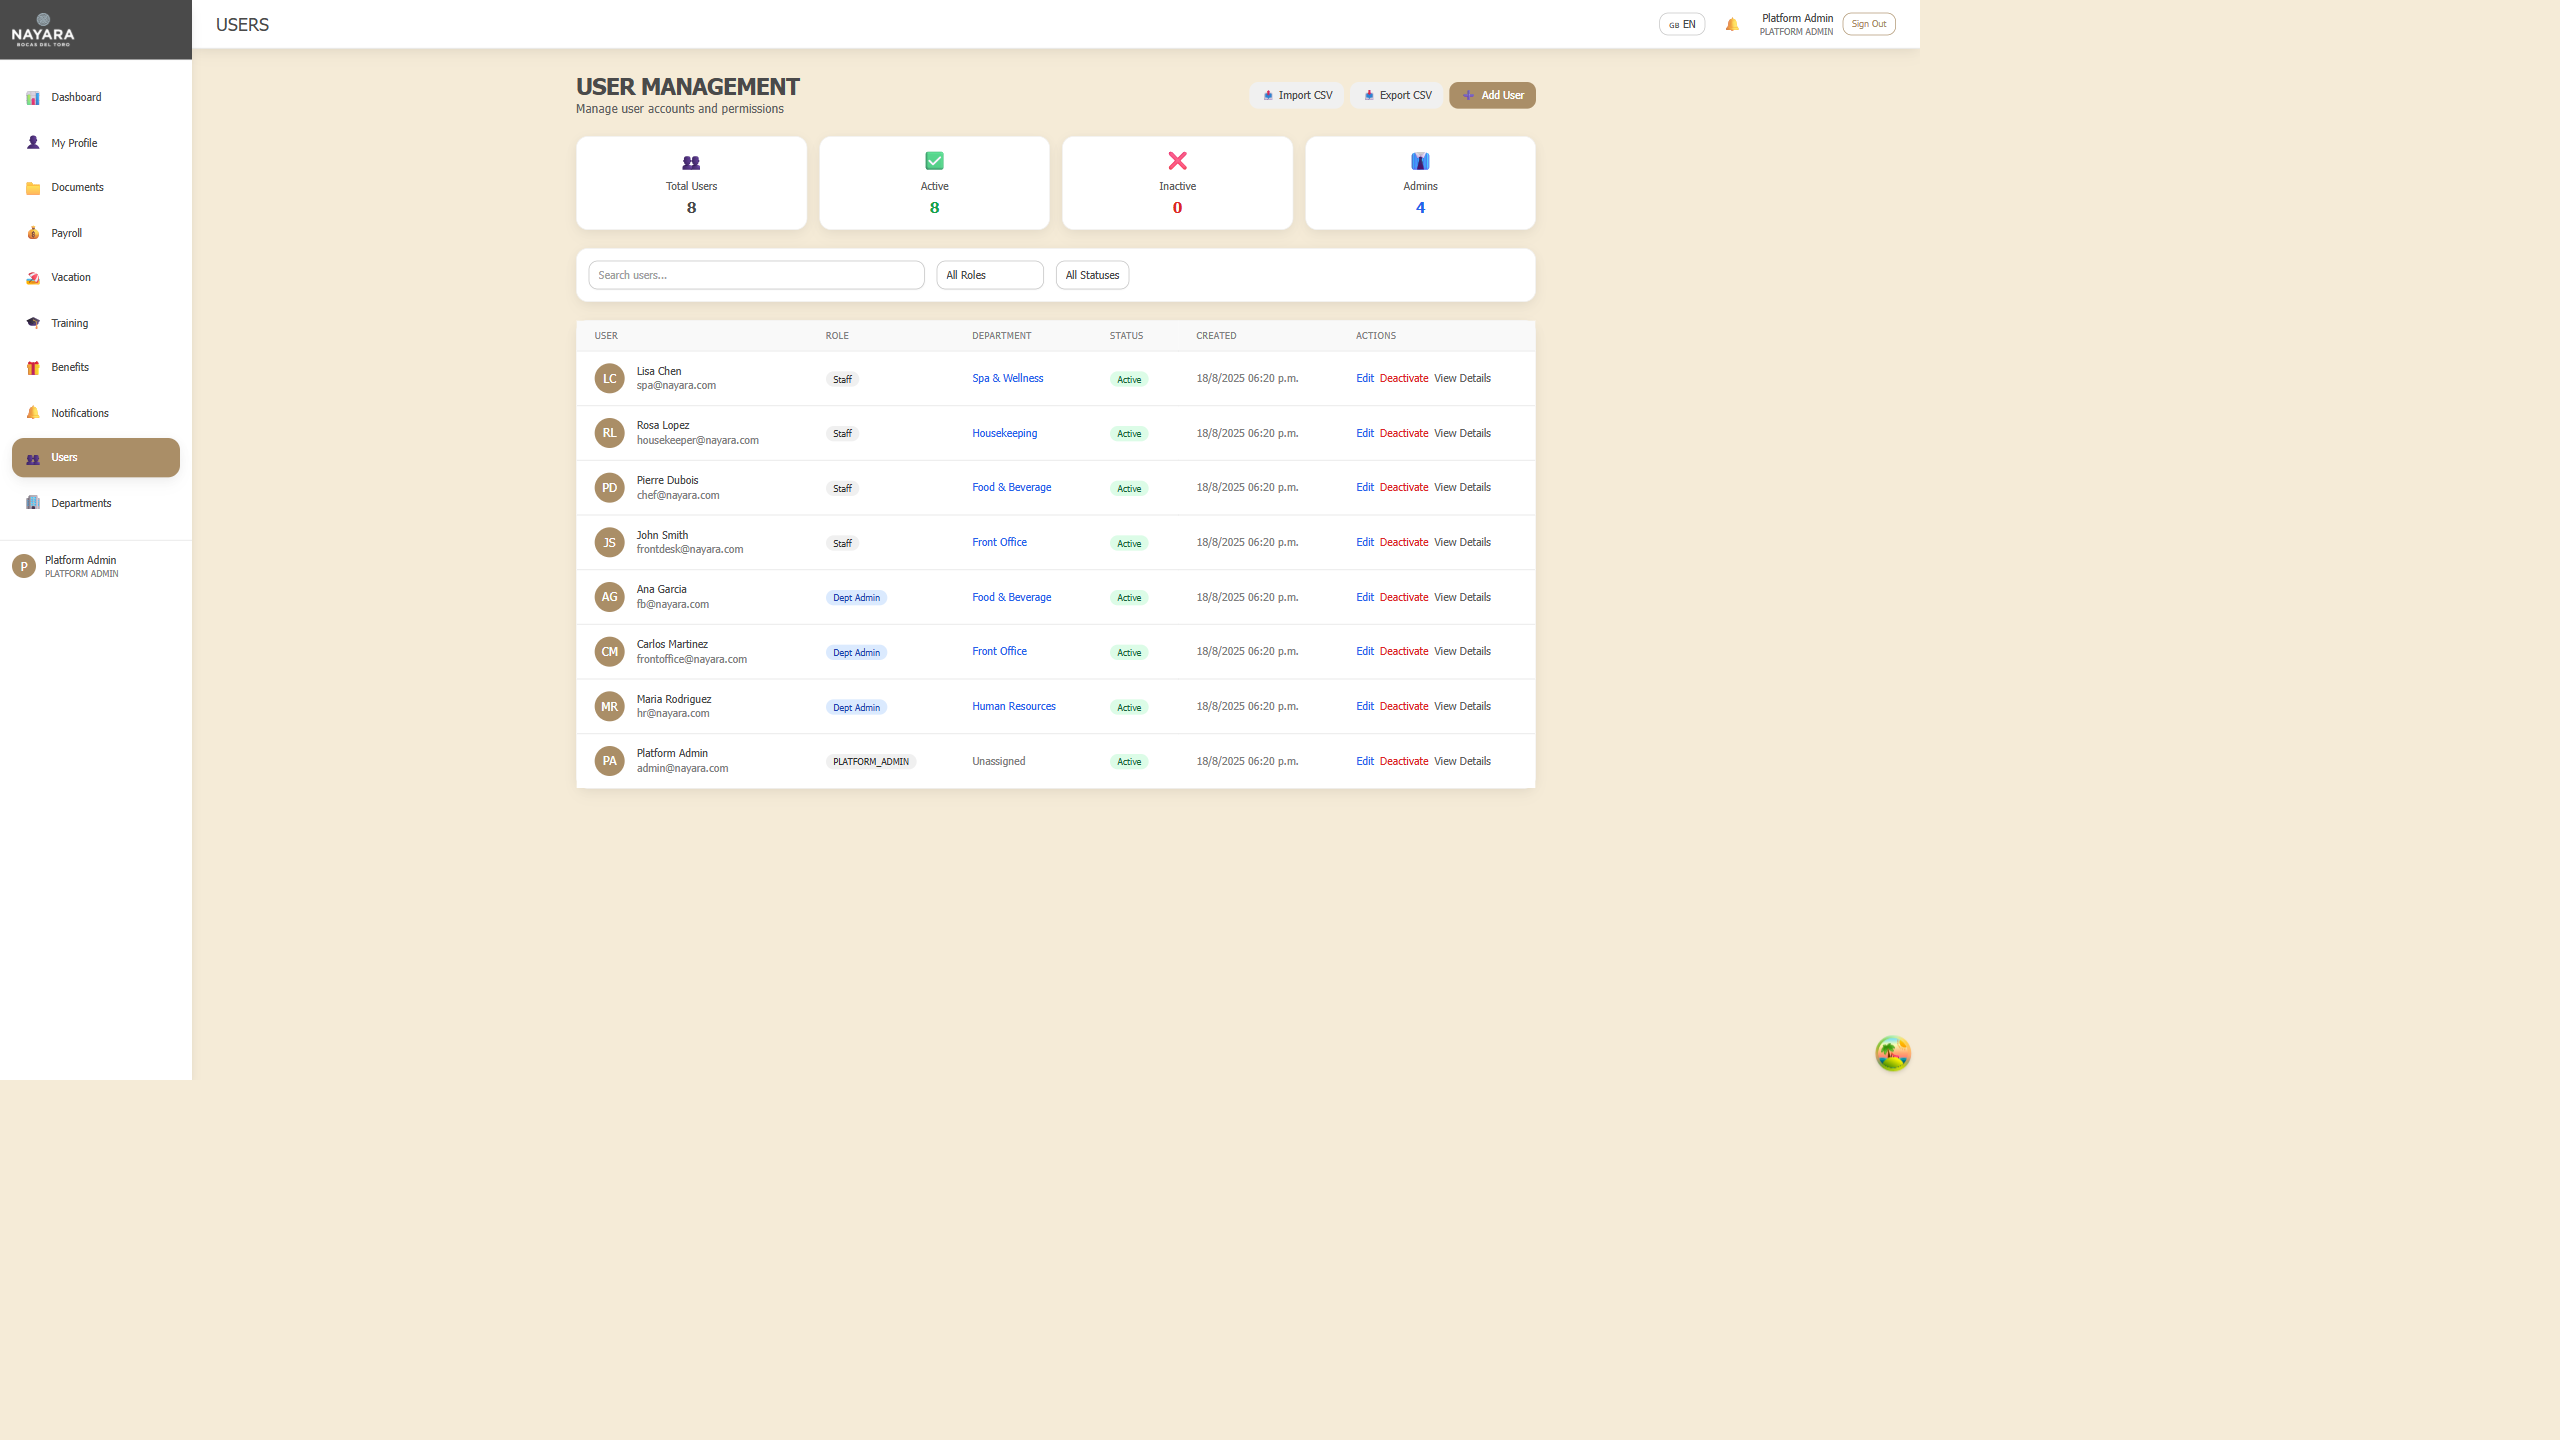 NAYARA
BOCAS DEL TORO
USERS
GB EN
Platform Admin
PLATFORM ADMIN
Sign Out
Dashboard
My Profile
Documents
Payroll
Vacation
Training
Benefits
Notifications
Users
Departments
P
Platform Admin
PLATFORM ADMIN
USER MANAGEMENT
Manage user accounts and permissions
Import CSV
Export CSV
Add User
Total Users
8
Active
8
Inactive
0
Admins
4
Search users...
All Roles
All Statuses
USER ROLE DEPARTMENT STATUS CREATED ACTIONS
LC Lisa Chen
spa@nayara.com
Staff Spa & Wellness Active 18/8/2025 06:20 p.m. Edit Deactivate View Details
RL Rosa Lopez
housekeeper@nayara.com
Staff Housekeeping Active 18/8/2025 06:20 p.m. Edit Deactivate View Details
PD Pierre Dubois
chef@nayara.com
Staff Food & Beverage Active 18/8/2025 06:20 p.m. Edit Deactivate View Details
JS John Smith
frontdesk@nayara.com
Staff Front Office Active 18/8/2025 06:20 p.m. Edit Deactivate View Details
AG Ana Garcia
fb@nayara.com
Dept Admin Food & Beverage Active 18/8/2025 06:20 p.m. Edit Deactivate View Details
CM Carlos Martinez
frontoffice@nayara.com
Dept Admin Front Office Active 18/8/2025 06:20 p.m. Edit Deactivate View Details
MR Maria Rodriguez
hr@nayara.com
Dept Admin Human Resources Active 18/8/2025 06:20 p.m. Edit Deactivate View Details
PA Platform Admin
admin@nayara.com
PLATFORM_ADMIN Unassigned Active 18/8/2025 06:20 p.m. Edit Deactivate View Details